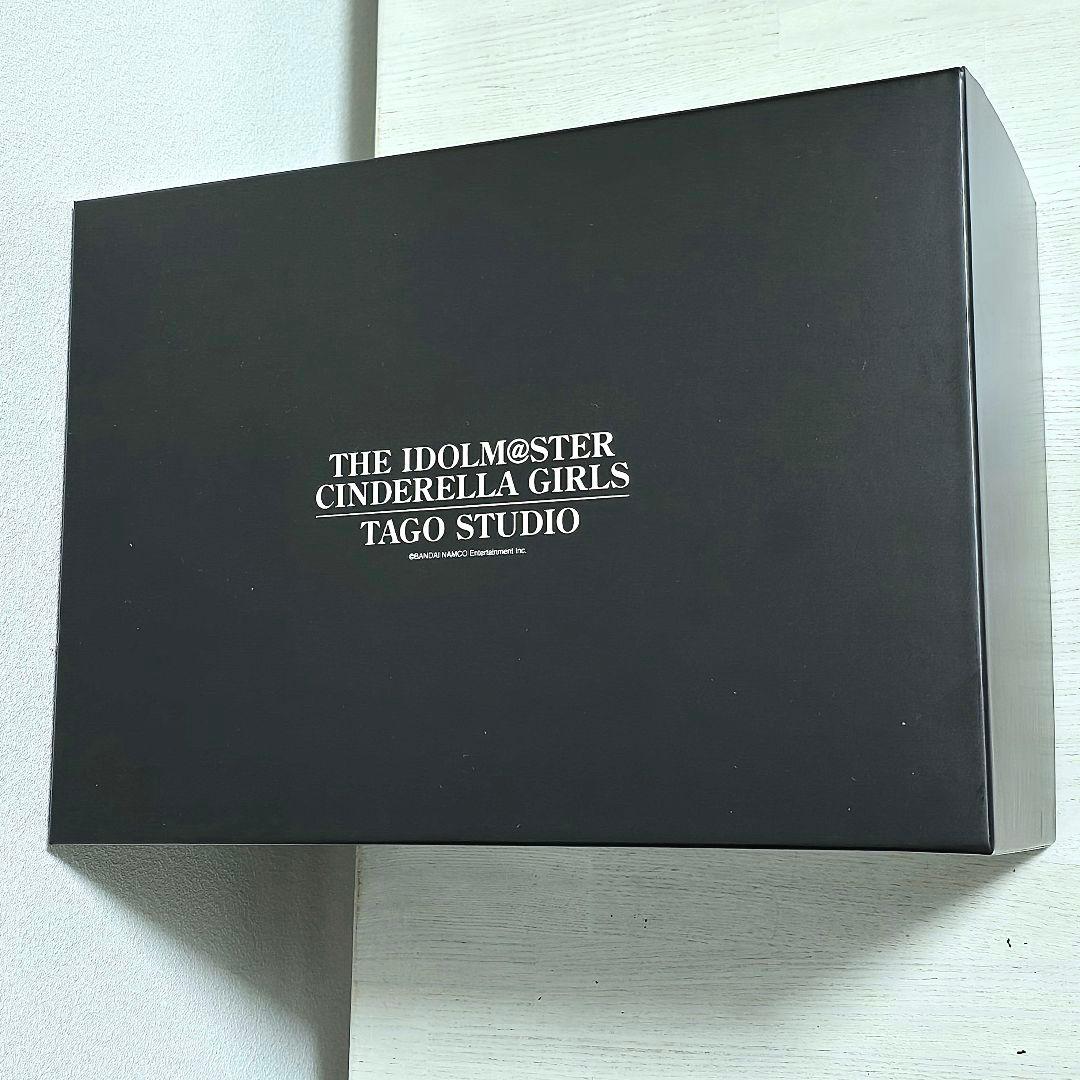 THE IDOLM@STER
CINDERELLA GIRLS
TAGO STUDIO
©BANDAI NAMCO Entertainment Inc.